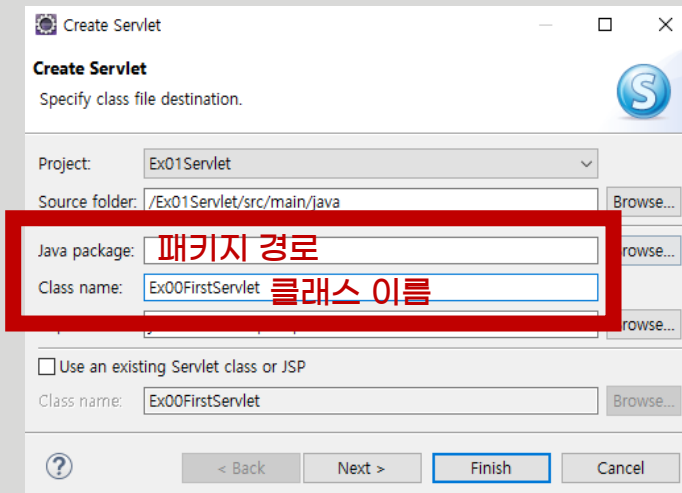 Create Servlet
Create Servlet
Specify class file destination.
S
Project: Ex01Servlet
Source folder: /Ex01Servlet/src/main/java Browse...
Java package: 패키지 경로
Class name: Ex00FirstServlet 클래스 이름
Use an existing Servlet class or JSP
Class name: Ex00FirstServlet Browse...
? < Back Next > Finish Cancel